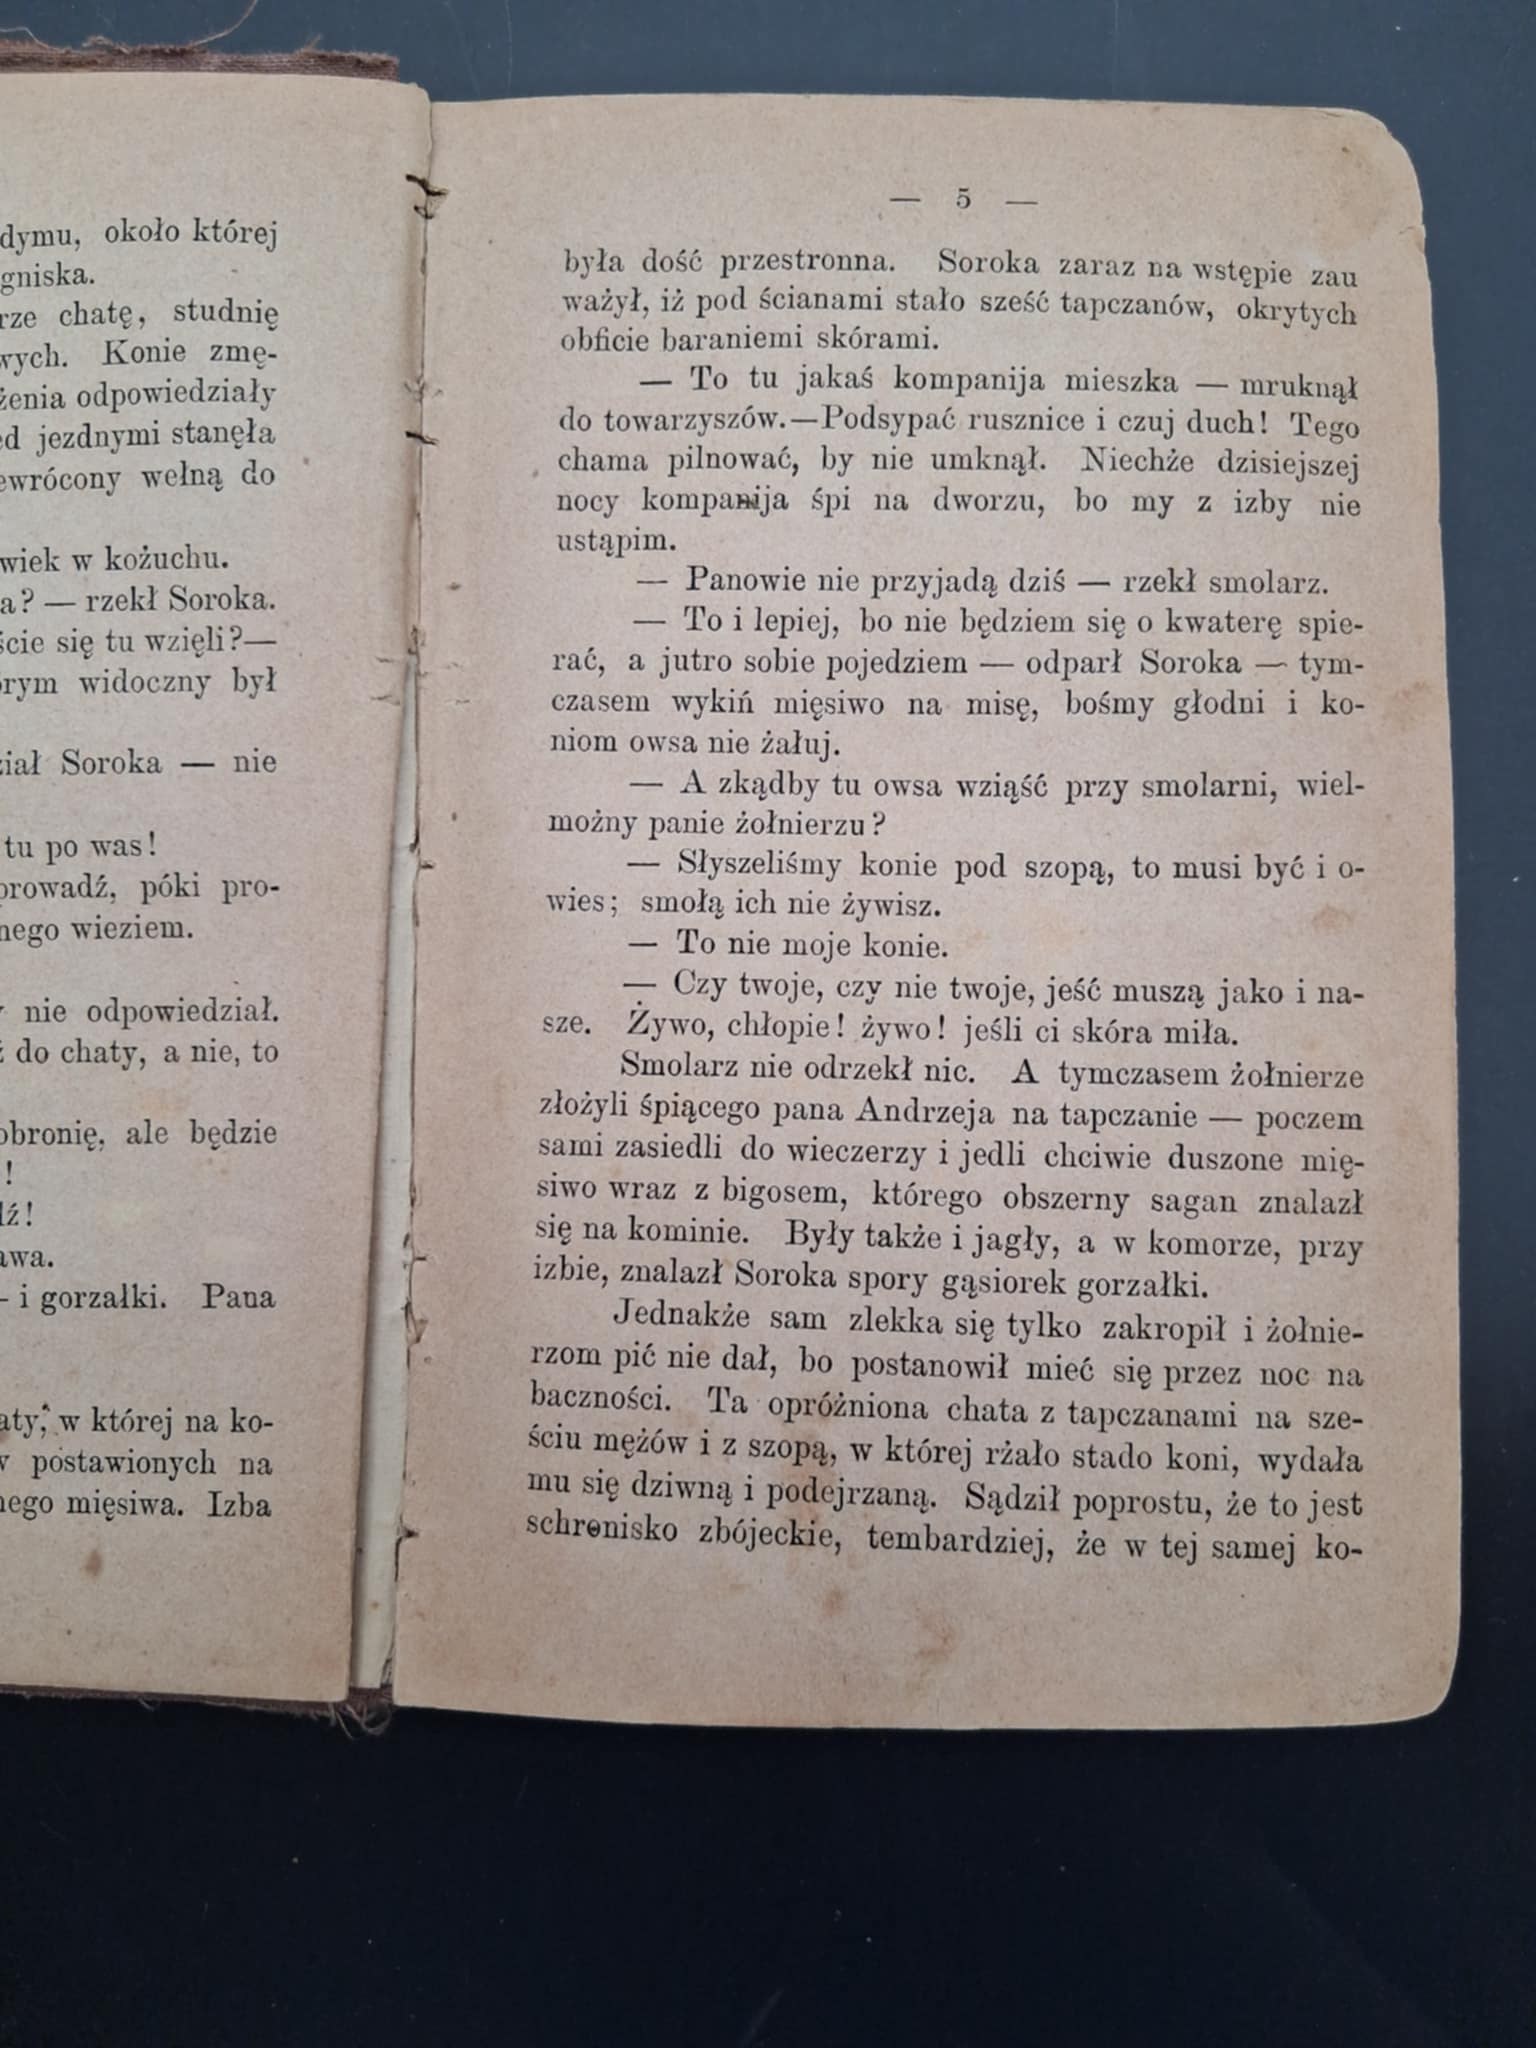 dymu, około której
gniska.
rze chatę, studnię
wych. Konie zmę-
żenia odpowiedziały
ed jezdnymi stanęła
ewrócony wełną do
wiek w kożuchu.
a? — rzekł Soroka.
ście się tu wzięli?—
rym widoczny był
ział Soroka — nie
tu po was!
prowadź, póki pro-
nego wieziem.
nie odpowiedział.
do chaty, a nie, to
obronię, ale będzie
!
dź!
awa.
— i gorzałki. Pana
aty, w której na ko-
postawionych na
nego mięsiwa. Izba
— 5 —
była dość przestronna. Soroka zaraz na wstępie zau
ważył, iż pod ścianami stało sześć tapczanów, okrytych
obficie baraniemi skórami.
— To tu jakaś kompanija mieszka — mruknął
do towarzyszów.—Podsypać rusznice i czuj duch! Tego
chama pilnować, by nie umknął. Niechże dzisiejszej
nocy kompanija śpi na dworzu, bo my z izby nie
ustąpim.
— Panowie nie przyjadą dziś — rzekł smolarz.
— To i lepiej, bo nie będziem się o kwaterę spie-
rać, a jutro sobie pojedziem — odparł Soroka — tym-
czasem wykiń mięsiwo na misę, bośmy głodni i ko-
niom owsa nie żałuj.
— A zkądby tu owsa wziąść przy smolarni, wiel-
możny panie żołnierzu?
— Słyszeliśmy konie pod szopą, to musi być i o-
wies; smołą ich nie żywisz.
— To nie moje konie.
— Czy twoje, czy nie twoje, jeść muszą jako i na-
sze. Żywo, chłopie! żywo! jeśli ci skóra miła.
Smolarz nie odrzekł nic. A tymczasem żołnierze
złożyli śpiącego pana Andrzeja na tapczanie — poczem
sami zasiedli do wieczerzy i jedli chciwie duszone mię-
siwo wraz z bigosem, którego obszerny sagan znalazł
się na kominie. Były także i jagły, a w komorze, przy
izbie, znalazł Soroka spory gąsiorek gorzałki.
Jednakże sam zlekka się tylko zakropił i żołnie-
rzom pić nie dał, bo postanowił mieć się przez noc na
baczności. Ta opróżniona chata z tapczanami na sze-
ściu mężów i z szopą, w której rżało stado koni, wydała
mu się dziwną i podejrzaną. Sądził poprostu, że to jest
schronisko zbójeckie, tembardziej, że w tej samej ko-